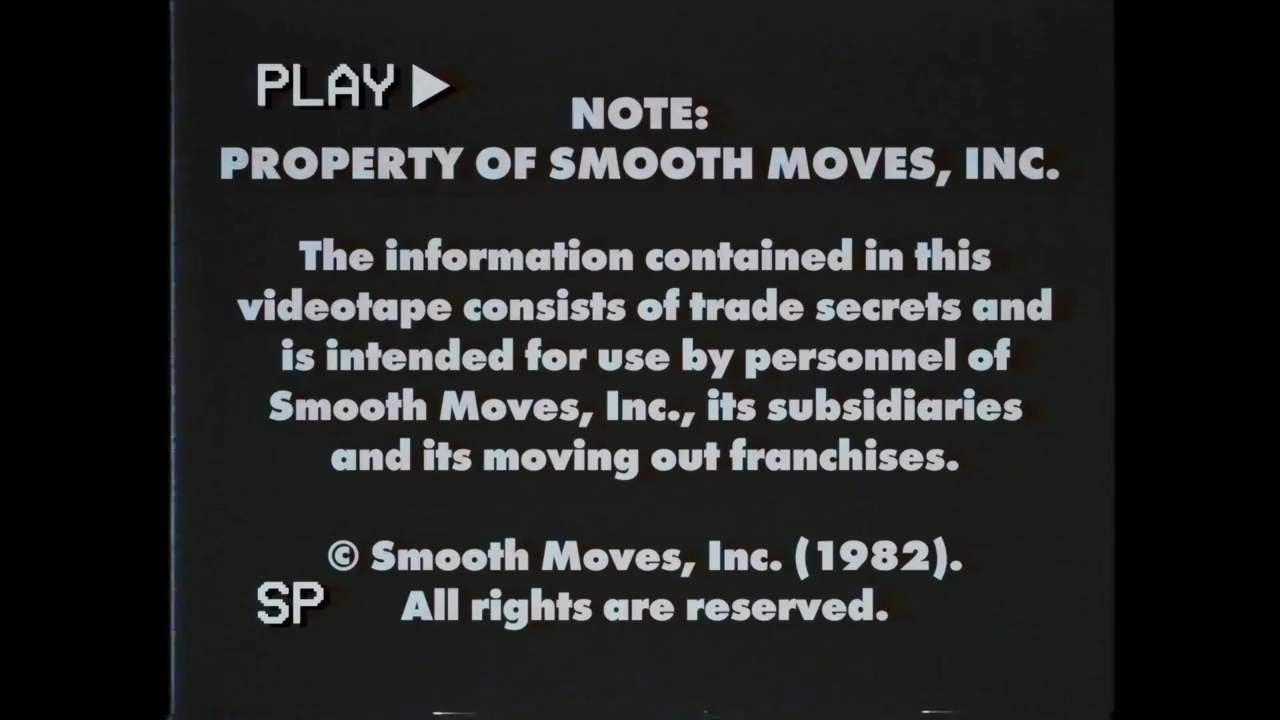 PLAY ▶
NOTE:
PROPERTY OF SMOOTH MOVES, INC.
The information contained in this
videotape consists of trade secrets and
is intended for use by personnel of
Smooth Moves, Inc., its subsidiaries
and its moving out franchises.
© Smooth Moves, Inc. (1982).
SP
All rights are reserved.